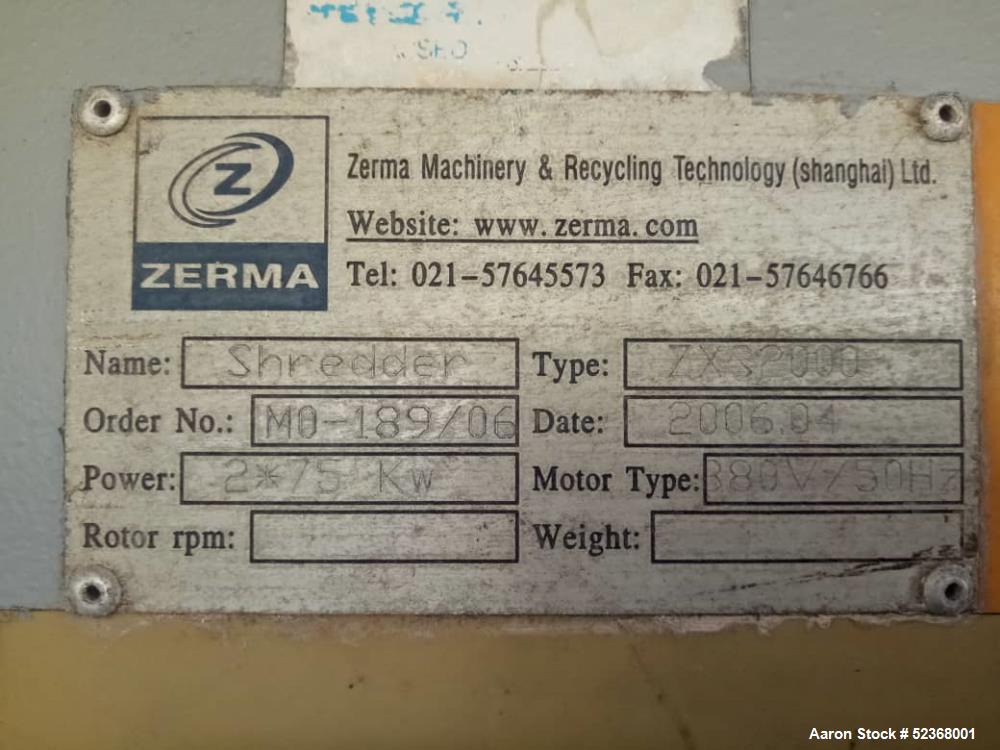 Z
ZERMA
Zerma Machinery & Recycling Technology (shanghai) Ltd.
Website: www.zerma.com
Tel: 021-57645573 Fax: 021-57646766
Name: Shredder Type: ZXS2000
Order No.: M0-189/06 Date: 2006.04
Power: 2*75 Kw Motor Type: 380V/50Hz
Rotor rpm: Weight:
Aaron Stock # 52368001